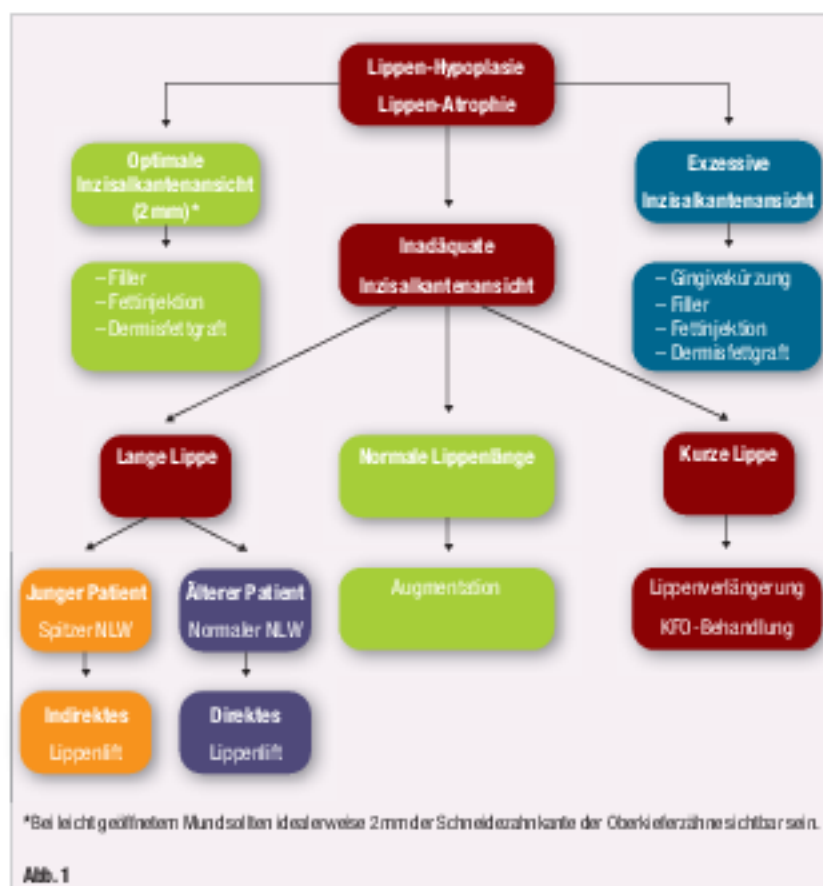 Lippen-Hypoplasie
Lippen-Atrophie
Optimale
Inzisalkantenansicht
(2 mm)*
Exzessive
Inzisalkantenansicht
Inadäquate
Inzisalkantenansicht
– Filler
– Fettinjektion
– Dermisfettgraft
– Gingivakürzung
– Filler
– Fettinjektion
– Dermisfettgraft
Lange Lippe
Normale Lippenlänge
Kurze Lippe
Junger Patient
Spitzer NLW
Älterer Patient
Normaler NLW
Augmentation
Lippenverlängerung
KFO-Behandlung
Indirektes
Lippenlift
Direktes
Lippenlift
*Bei leicht geöffnetem Mund sollten idealerweise 2 mm der Schneidezahnkante der Oberkieferzähne sichtbar sein.
Abb. 1